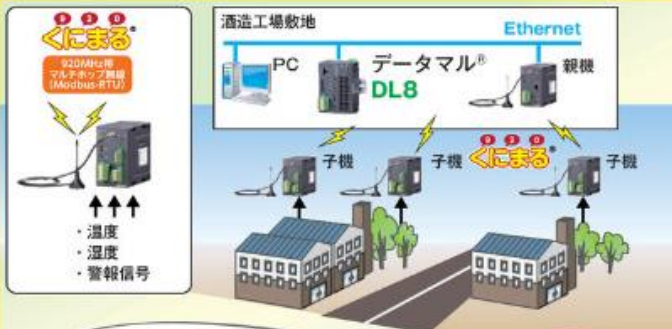 920
くにまる®
920MHz帯
マルチホップ無線
(Modbus-RTU)
・温度
・湿度
・警報信号
酒造工場敷地
Ethernet
PC
データマル®
DL8
親機
子機
子機
920
くにまる®
子機